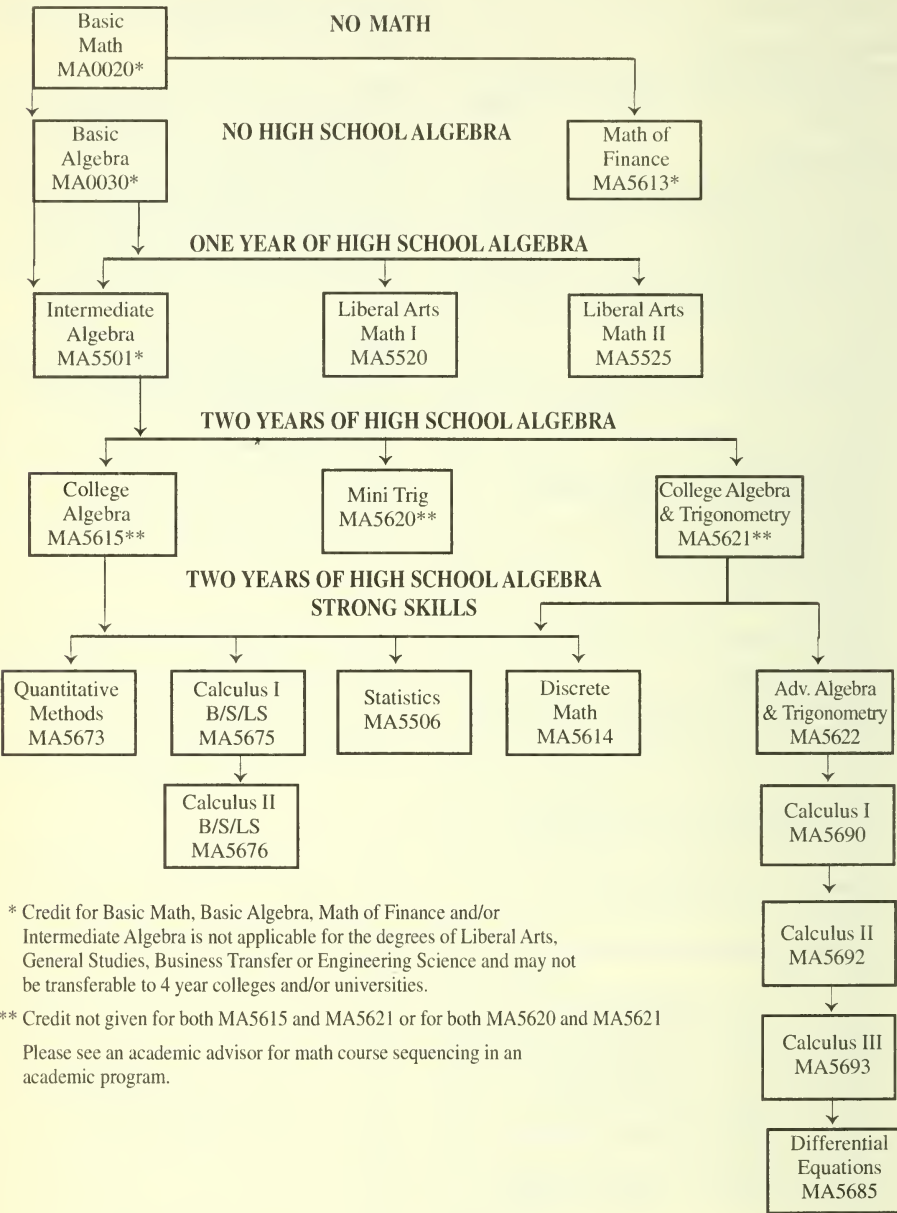 Basic
Math
MA0020*
NO MATH
Basic
Algebra
MA0030*
NO HIGH SCHOOL ALGEBRA
Math of
Finance
MA5613*
ONE YEAR OF HIGH SCHOOL ALGEBRA
Intermediate
Algebra
MA5501*
Liberal Arts
Math I
MA5520
Liberal Arts
Math II
MA5525
TWO YEARS OF HIGH SCHOOL ALGEBRA
College
Algebra
MA5615**
Mini Trig
MA5620**
College Algebra
& Trigonometry
MA5621**
TWO YEARS OF HIGH SCHOOL ALGEBRA
STRONG SKILLS
Quantitative
Methods
MA5673
Calculus I
B/S/LS
MA5675
Statistics
MA5506
Discrete
Math
MA5614
Adv. Algebra
& Trigonometry
MA5622
Calculus II
B/S/LS
MA5676
Calculus I
MA5690
Calculus II
MA5692
Calculus III
MA5693
Differential
Equations
MA5685
* Credit for Basic Math, Basic Algebra, Math of Finance and/or
Intermediate Algebra is not applicable for the degrees of Liberal Arts,
General Studies, Business Transfer or Engineering Science and may not
be transferable to 4 year colleges and/or universities.
** Credit not given for both MA5615 and MA5621 or for both MA5620 and MA5621
Please see an academic advisor for math course sequencing in an
academic program.